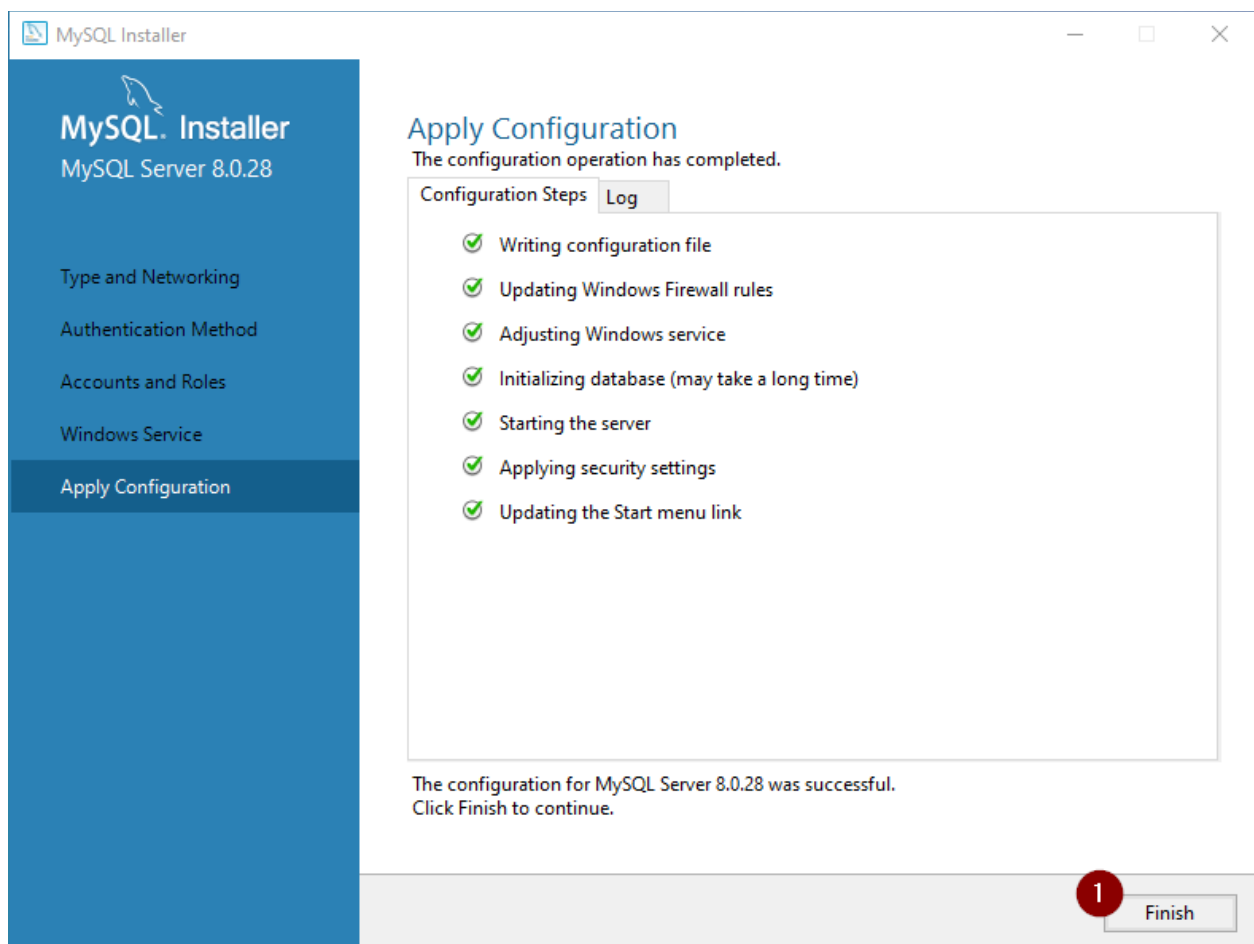 MySQL Installer
MySQL. Installer
MySQL Server 8.0.28
Type and Networking
Authentication Method
Accounts and Roles
Windows Service
Apply Configuration
Apply Configuration
The configuration operation has completed.
Configuration Steps Log
Writing configuration file
Updating Windows Firewall rules
Adjusting Windows service
Initializing database (may take a long time)
Starting the server
Applying security settings
Updating the Start menu link
The configuration for MySQL Server 8.0.28 was successful.
Click Finish to continue.
1
Finish